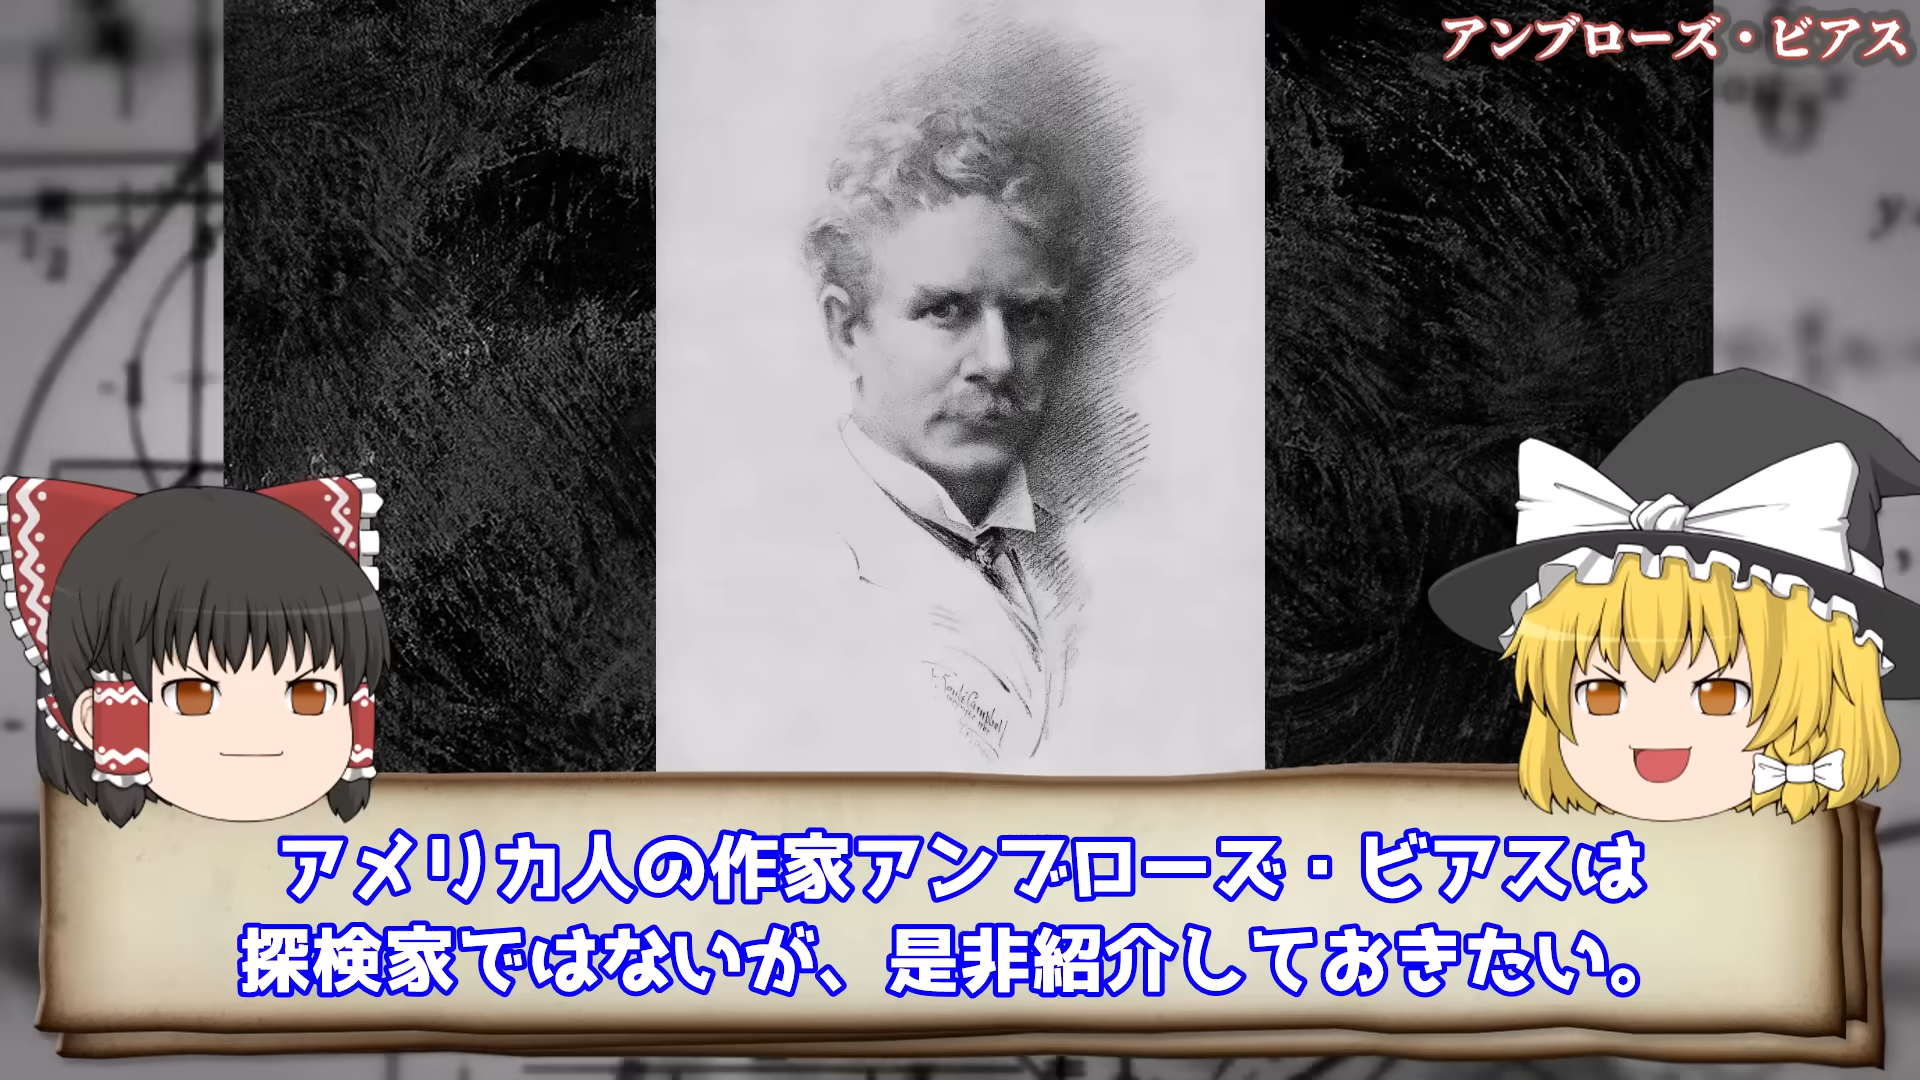 アンブローズ・ビアス
アメリカ人の作家アンブローズ・ビアスは
探検家ではないが、是非紹介しておきたい。